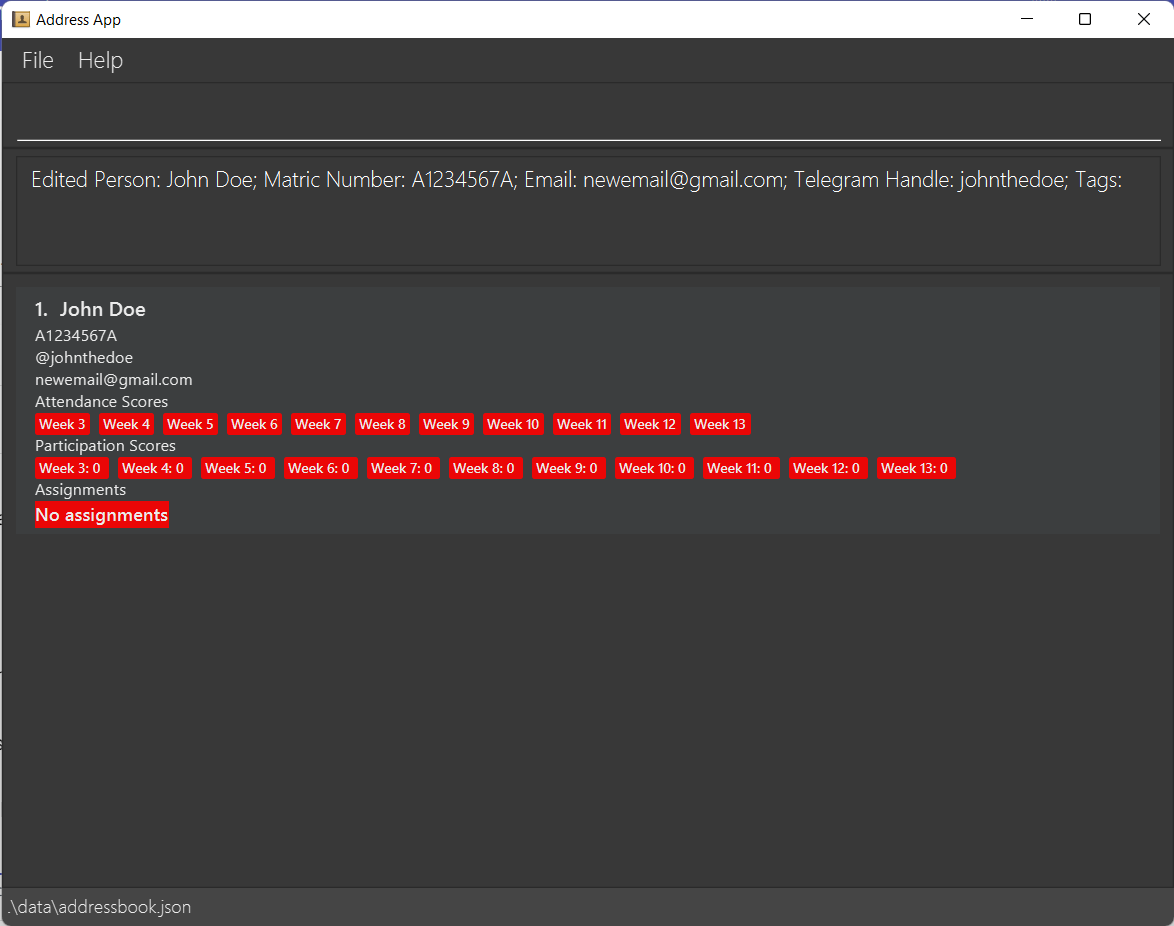 Address App
File Help
Edited Person: John Doe; Matric Number: A1234567A; Email: newemail@gmail.com; Telegram Handle: johnthedoe; Tags:
1. John Doe
A1234567A
@johnthedoe
newemail@gmail.com
Attendance Scores
Week 3 Week 4 Week 5 Week 6 Week 7 Week 8 Week 9 Week 10 Week 11 Week 12 Week 13
Participation Scores
Week 3: 0 Week 4: 0 Week 5: 0 Week 6: 0 Week 7: 0 Week 8: 0 Week 9: 0 Week 10: 0 Week 11: 0 Week 12: 0 Week 13: 0
Assignments
No assignments
.\data\addressbook.json